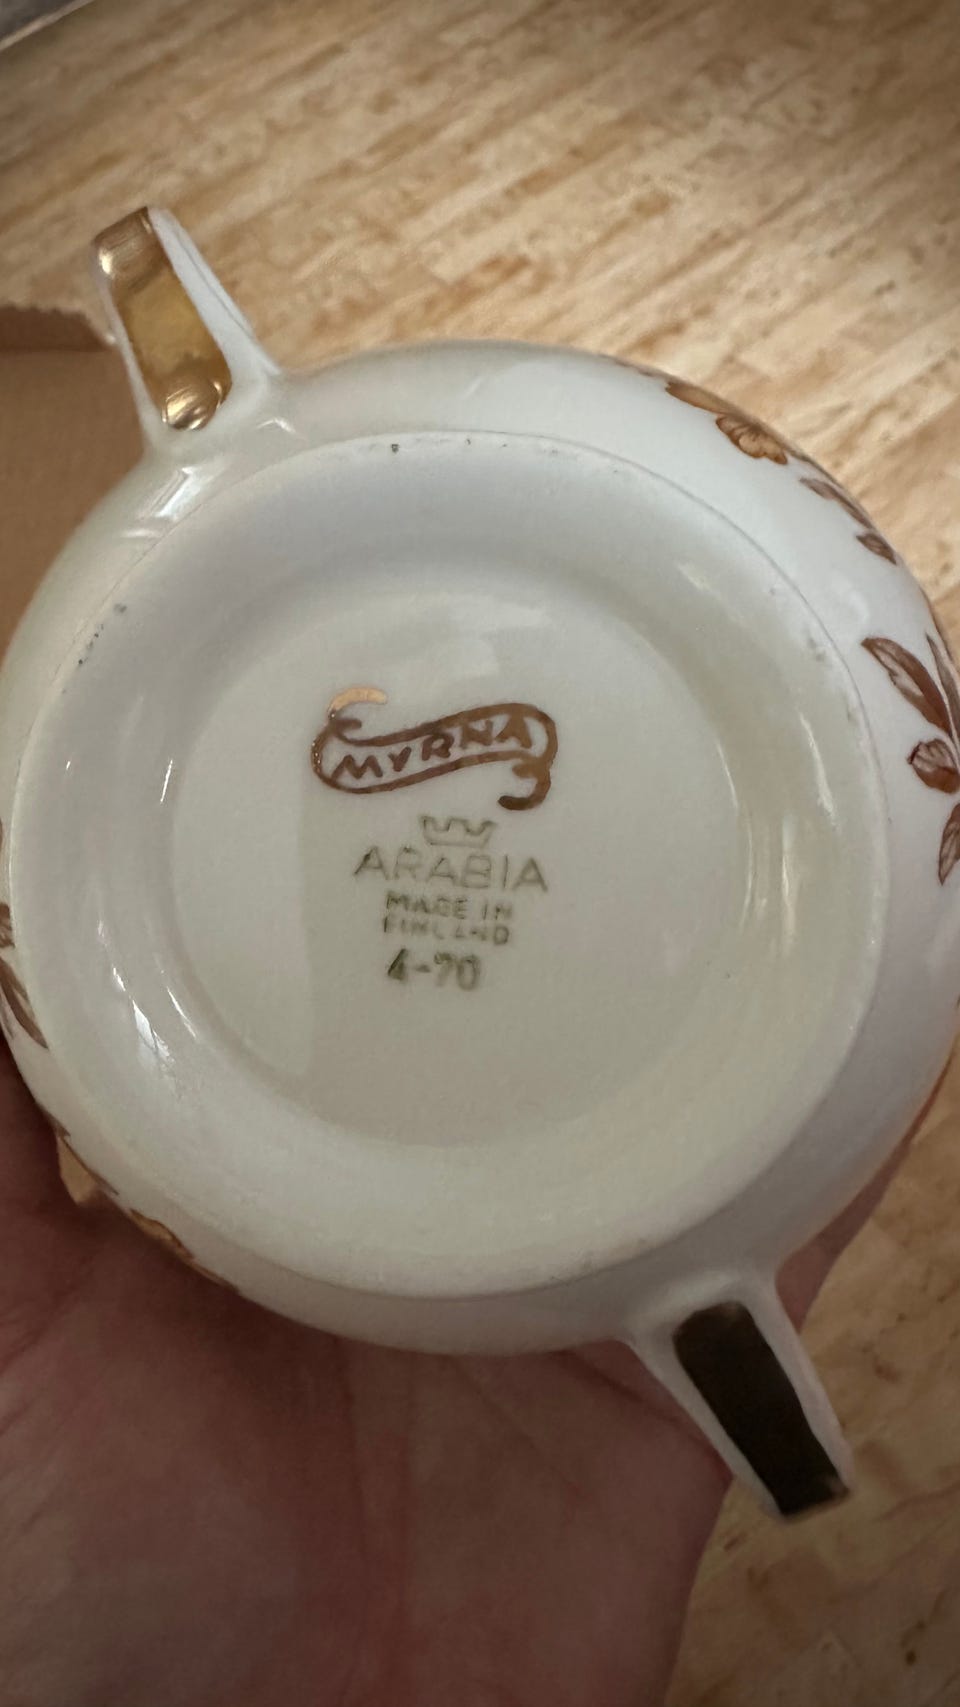 MYRNA
ARABIA
MADE IN
FINLAND
4-70